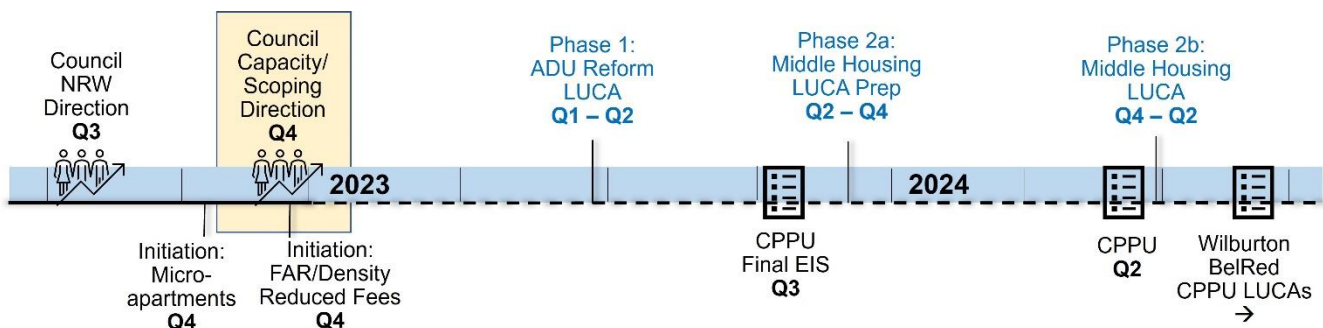 Council
NRW
Direction
Q3
Council
Capacity/
Scoping
Direction
Q4
Phase 1:
ADU Reform
LUCA
Q1 – Q2
Phase 2a:
Middle Housing
LUCA Prep
Q2 – Q4
Phase 2b:
Middle Housing
LUCA
Q4 – Q2
2023
2024
Initiation:
Micro-
apartments
Q4
Initiation:
FAR/Density
Reduced Fees
Q4
CPPU
Final EIS
Q3
CPPU
Q2
Wilburton
BelRed
CPPU LUCAs
→